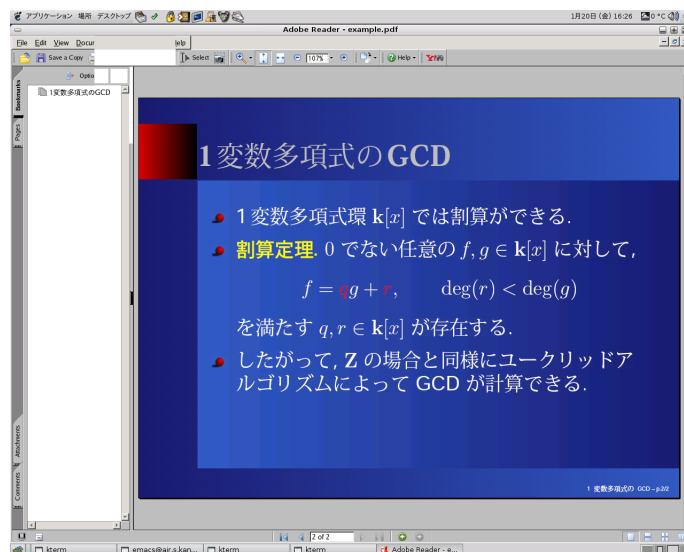 アプリケーション 場所 デスクトップ
1月20日 (金) 16:26
0 °C
Adobe Reader - example.pdf
File Edit View Docur
elp
Save a Copy
Select
107%
Help
Optio
Bookmarks
1変数多項式のGCD
Pages
Attachments
Comments
1変数多項式のGCD
1変数多項式環 k[x] では割算ができる.
割算定理. 0 でない任意の f, g ∈ k[x] に対して,
f = qg + r, deg(r) < deg(g)
を満たす q, r ∈ k[x] が存在する.
したがって, Z の場合と同様にユークリッドア
ルゴリズムによって GCD が計算できる.
1 変数多項式の GCD – p.2/2
2 of 2
kterm
emacs@air.s.kan...
kterm
kterm
Adobe Reader - e...